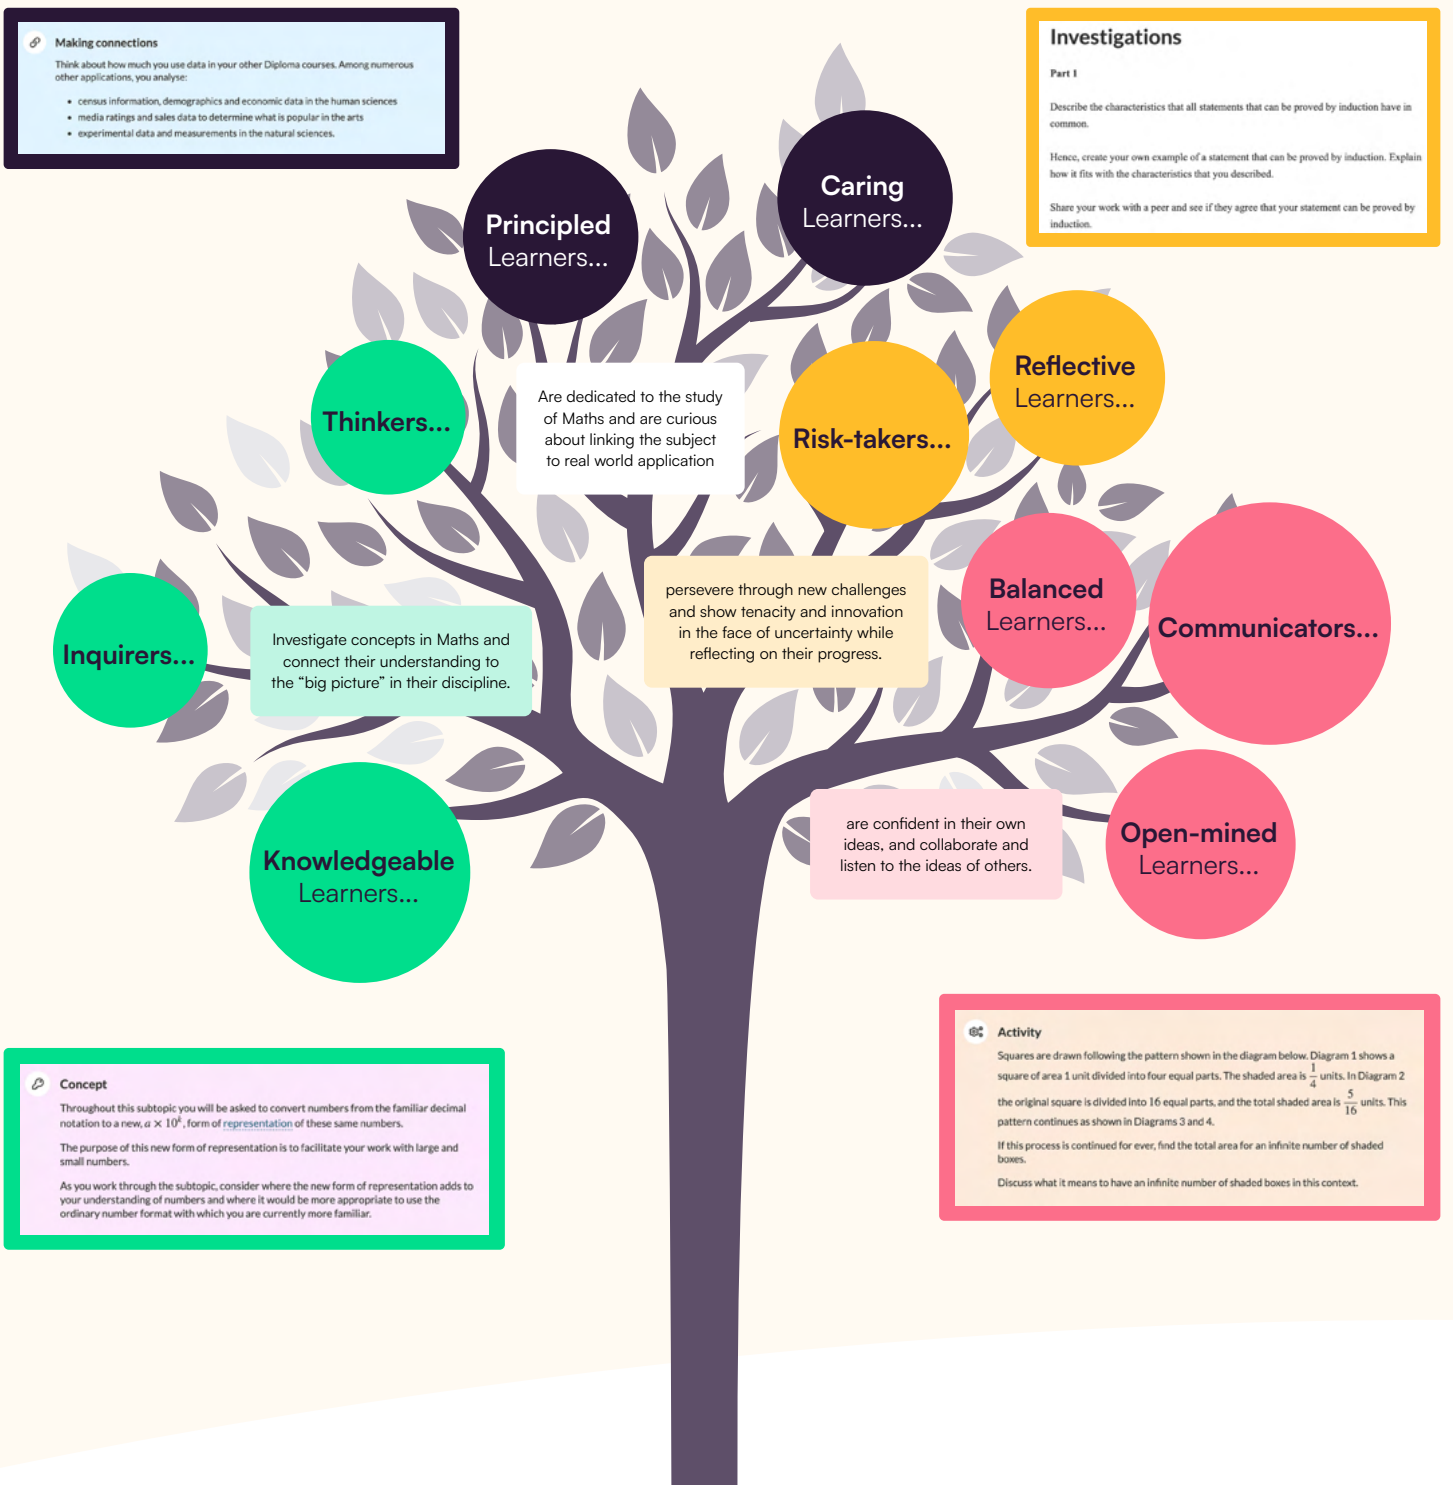 Making connections
Think about how much you use data in your other Diploma courses. Among numerous
other applications, you analyse:
• census information, demographics and economic data in the human sciences
• media ratings and sales data to determine what is popular in the arts
• experimental data and measurements in the natural sciences.
Investigations
Part 1
Describe the characteristics that all statements that can be proved by induction have in
common.
Hence, create your own example of a statement that can be proved by induction. Explain
how it fits with the characteristics that you described.
Share your work with a peer and see if they agree that your statement can be proved by
induction.
Principled
Learners...
Caring
Learners...
Thinkers...
Are dedicated to the study
of Maths and are curious
about linking the subject
to real world application
Risk-takers...
Reflective
Learners...
Inquirers...
Investigate concepts in Maths and
connect their understanding to
the “big picture” in their discipline.
persevere through new challenges
and show tenacity and innovation
in the face of uncertainty while
reflecting on their progress.
Balanced
Learners...
Communicators...
Knowledgeable
Learners...
are confident in their own
ideas, and collaborate and
listen to the ideas of others.
Open-mined
Learners...
Concept
Throughout this subtopic you will be asked to convert numbers from the familiar decimal
notation to a new, a × 10^k, form of representation of these same numbers.
The purpose of this new form of representation is to facilitate your work with large and
small numbers.
As you work through the subtopic, consider where the new form of representation adds to
your understanding of numbers and where it would be more appropriate to use the
ordinary number format with which you are currently more familiar.
Activity
Squares are drawn following the pattern shown in the diagram below. Diagram 1 shows a
square of area 1 unit divided into four equal parts. The shaded area is 1/4 units. In Diagram 2
the original square is divided into 16 equal parts, and the total shaded area is 5/16 units. This
pattern continues as shown in Diagrams 3 and 4.
If this process is continued for ever, find the total area for an infinite number of shaded
boxes.
Discuss what it means to have an infinite number of shaded boxes in this context.